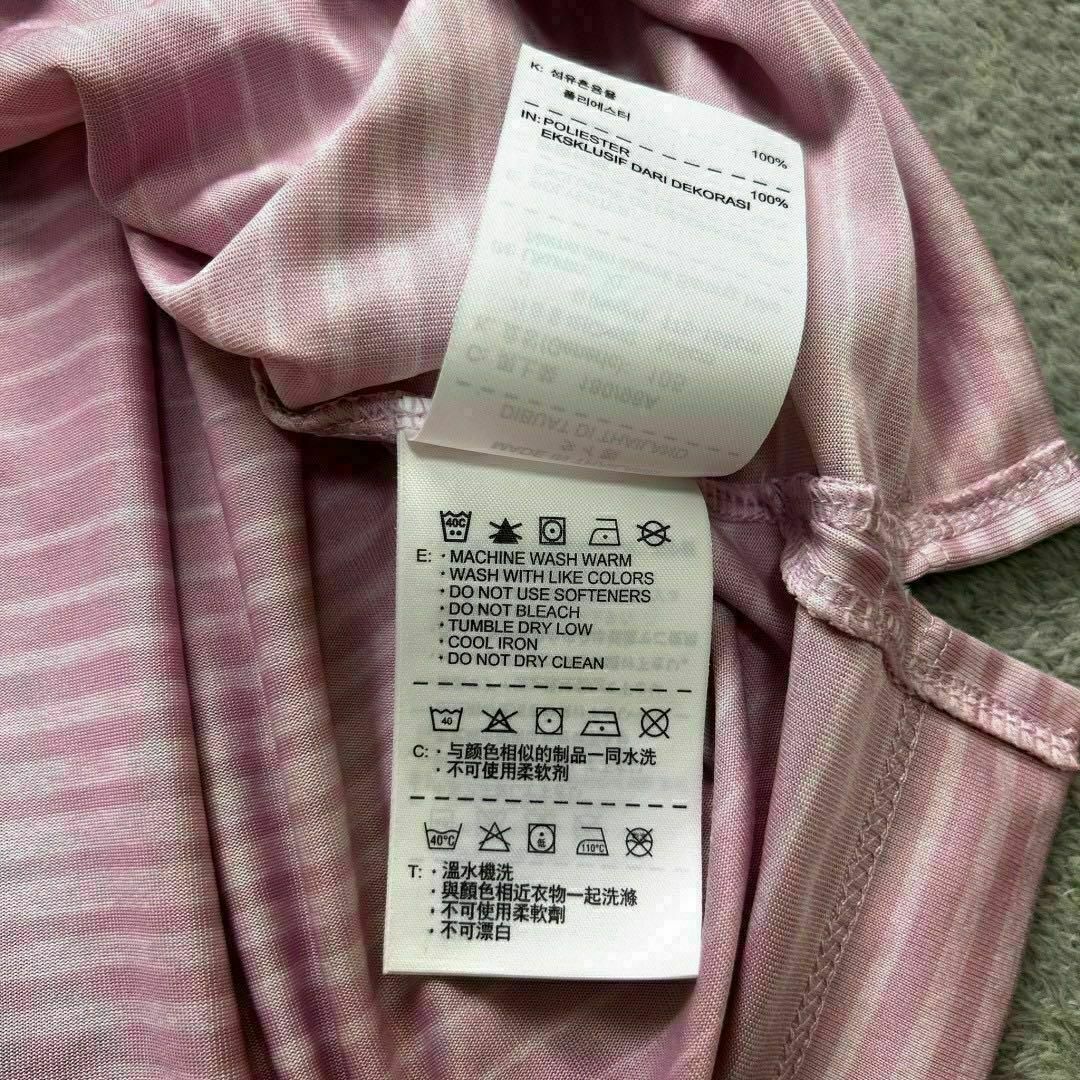 K: 섬유혼용율
폴리에스터 100%
IN: POLIESTER 100%
EKSKLUSIF DARI DEKORASI
40C
E: · MACHINE WASH WARM
· WASH WITH LIKE COLORS
· DO NOT USE SOFTENERS
· DO NOT BLEACH
· TUMBLE DRY LOW
· COOL IRON
· DO NOT DRY CLEAN
40
C: · 与颜色相似的制品一同水洗
· 不可使用柔软剂
40°C 低 110°C
T: · 溫水機洗
· 與顏色相近衣物一起洗滌
· 不可使用柔軟劑
· 不可漂白